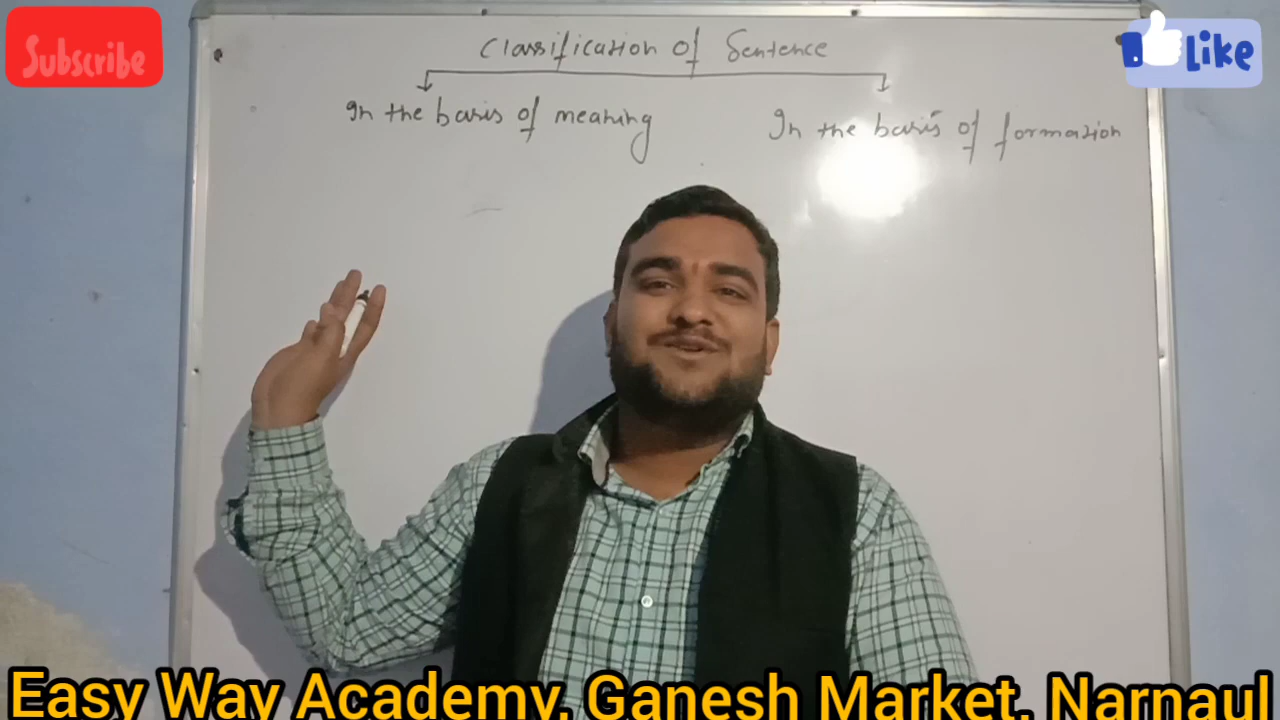 Subscribe
Like
Classification of Sentence
In the basis of meaning
In the basis of formation
Easy Way Academy, Ganesh Market, Narnaul